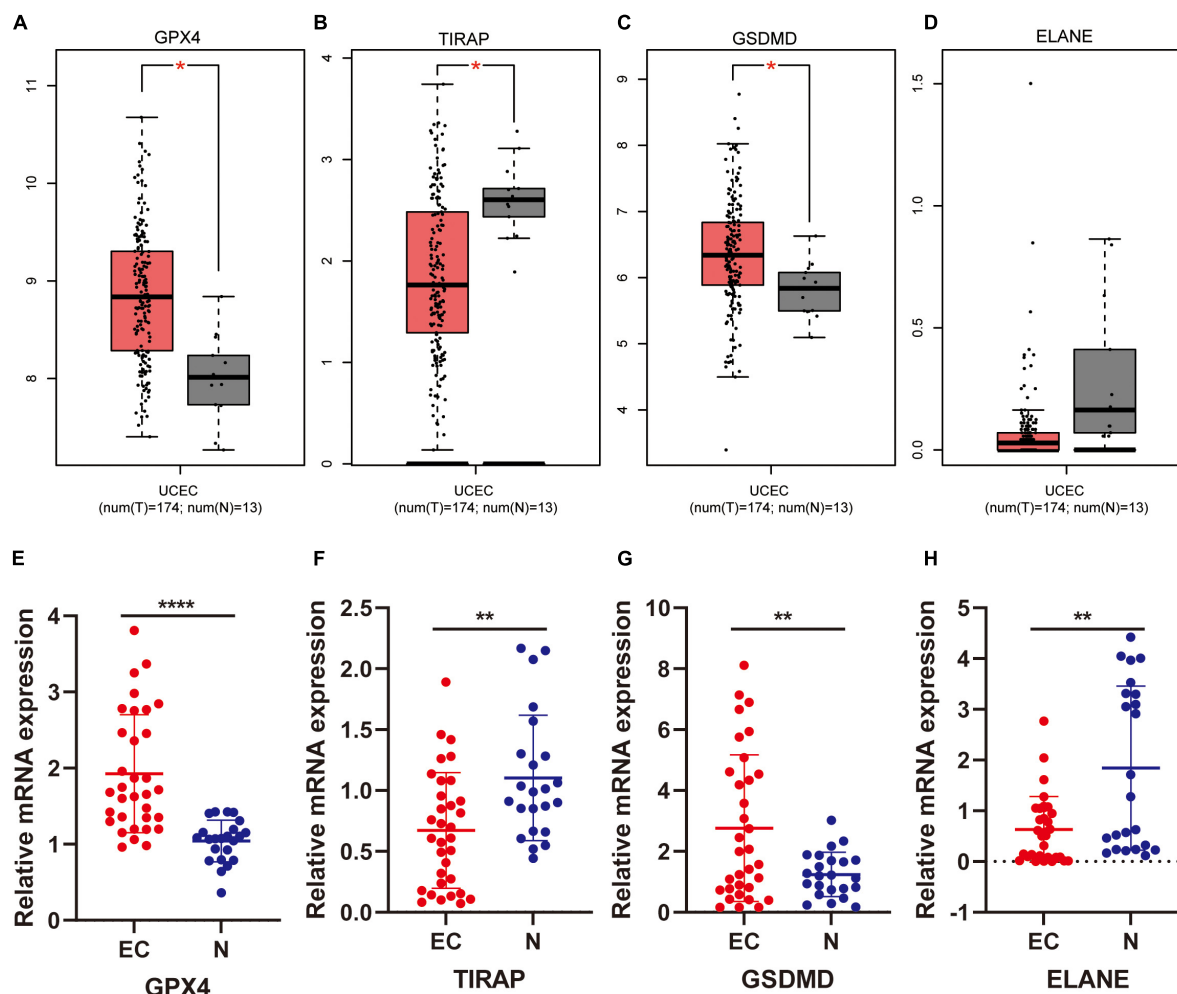 A
GPX4
*
11
10
9
8
UCEC
(num(T)=174; num(N)=13)
B
TIRAP
*
4
3
2
1
0
UCEC
(num(T)=174; num(N)=13)
C
GSDMD
*
9
8
7
6
5
4
UCEC
(num(T)=174; num(N)=13)
D
ELANE
1.5
1.0
0.5
0.0
UCEC
(num(T)=174; num(N)=13)
E
Relative mRNA expression
****
4
3
2
1
0
EC N
GPX4
F
Relative mRNA expression
**
2.5
2.0
1.5
1.0
0.5
0.0
EC N
TIRAP
G
Relative mRNA expression
**
10
8
6
4
2
0
EC N
GSDMD
H
Relative mRNA expression
**
5
4
3
2
1
0
-1
EC N
ELANE